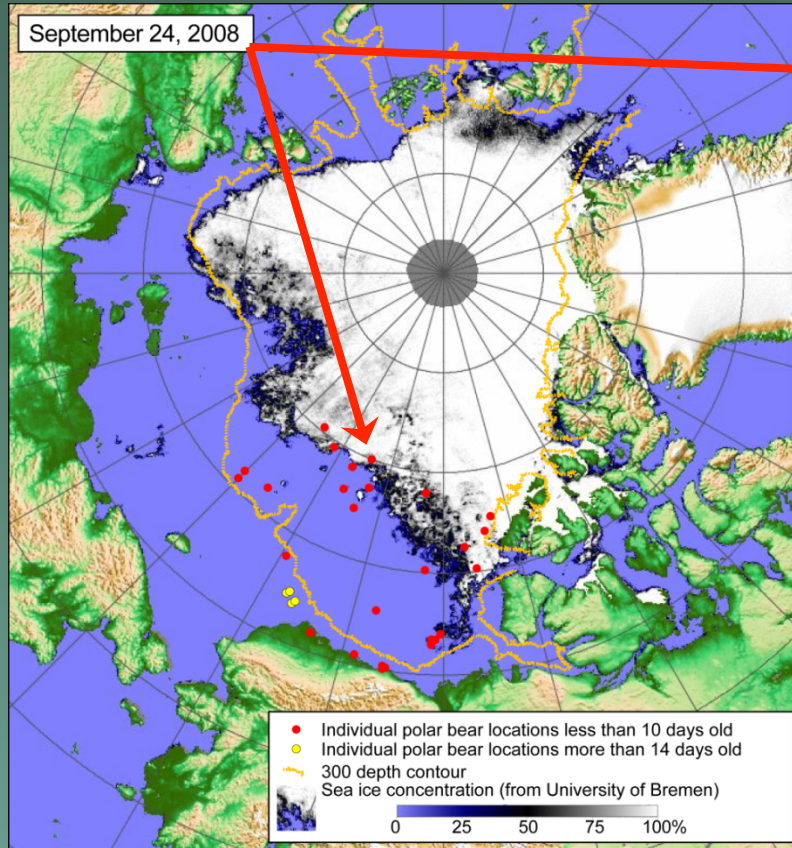 September 24, 2008
Individual polar bear locations less than 10 days old
Individual polar bear locations more than 14 days old
300 depth contour
Sea ice concentration (from University of Bremen)
0 25 50 75 100%